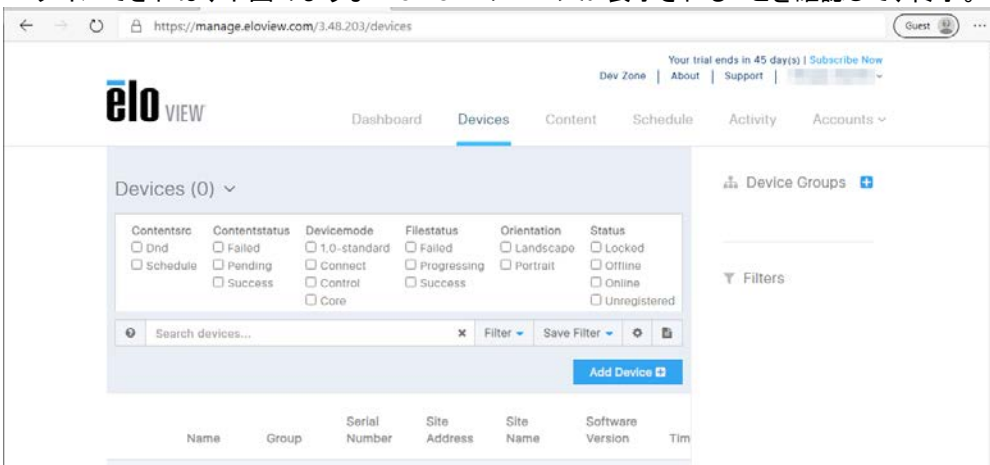 https://manage.eloview.com/3.48.203/devices
Guest
Your trial ends in 45 day(s) | Subscribe Now
Dev Zone | About | Support |
elo VIEW
Dashboard Devices Content Schedule Activity Accounts
Devices (0)
Device Groups
Contentsrc Contentstatus Devicemode Filestatus Orientation Status
Dnd Failed 1.0-standard Failed Landscape Locked
Schedule Pending Connect Progressing Portrait Offline
Success Control Success Online
Core Unregistered
Filters
Search devices... Filter Save Filter
Add Device
Serial Site Site Software
Name Group Number Address Name Version Tim